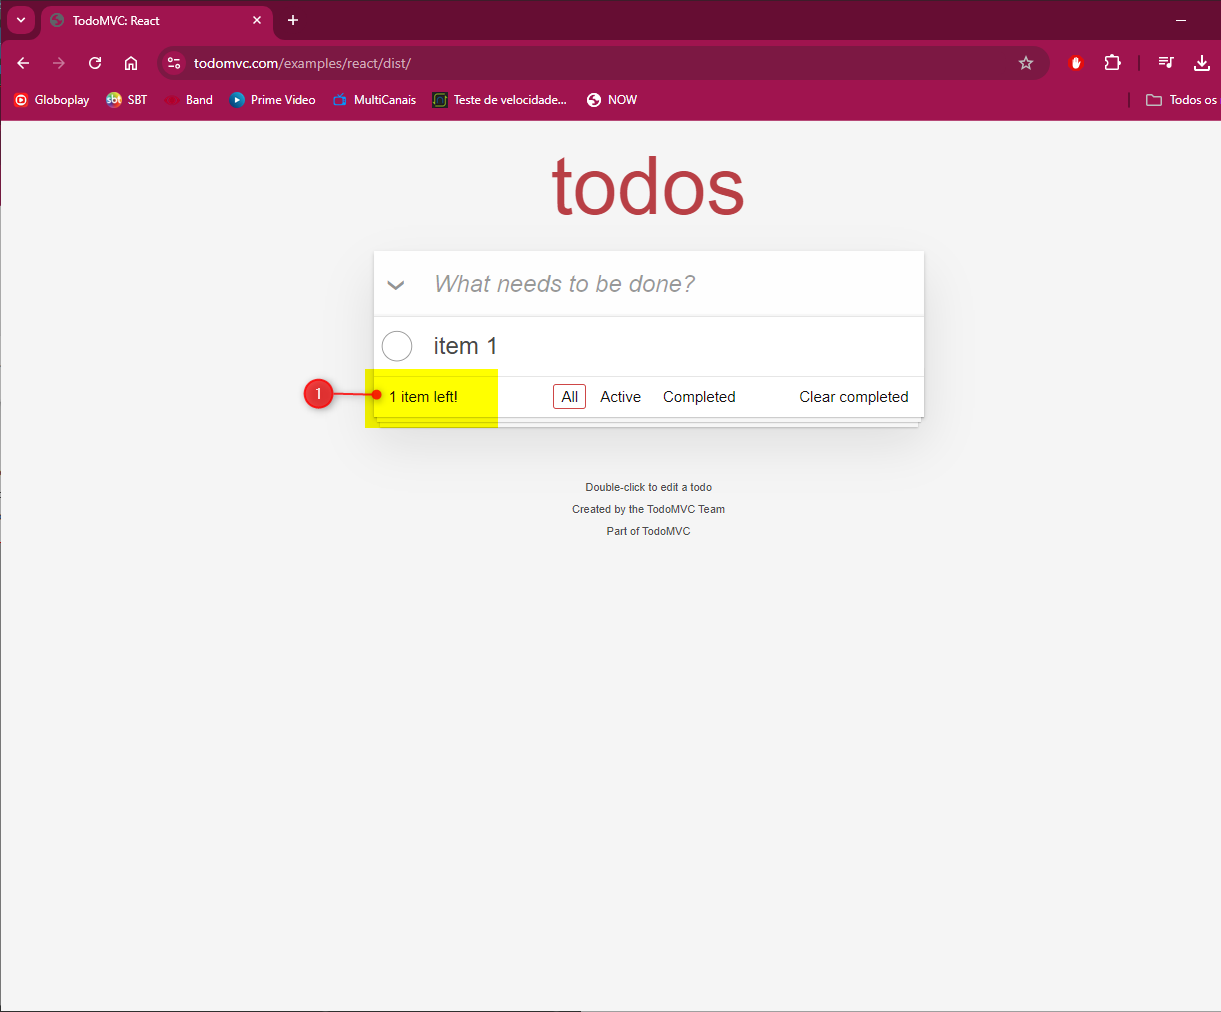 TodoMVC: React
todomvc.com/examples/react/dist/
Globoplay SBT Band Prime Video MultiCanais Teste de velocidade... NOW Todos os
todos
What needs to be done?
item 1
1 1 item left! All Active Completed Clear completed
Double-click to edit a todo
Created by the TodoMVC Team
Part of TodoMVC